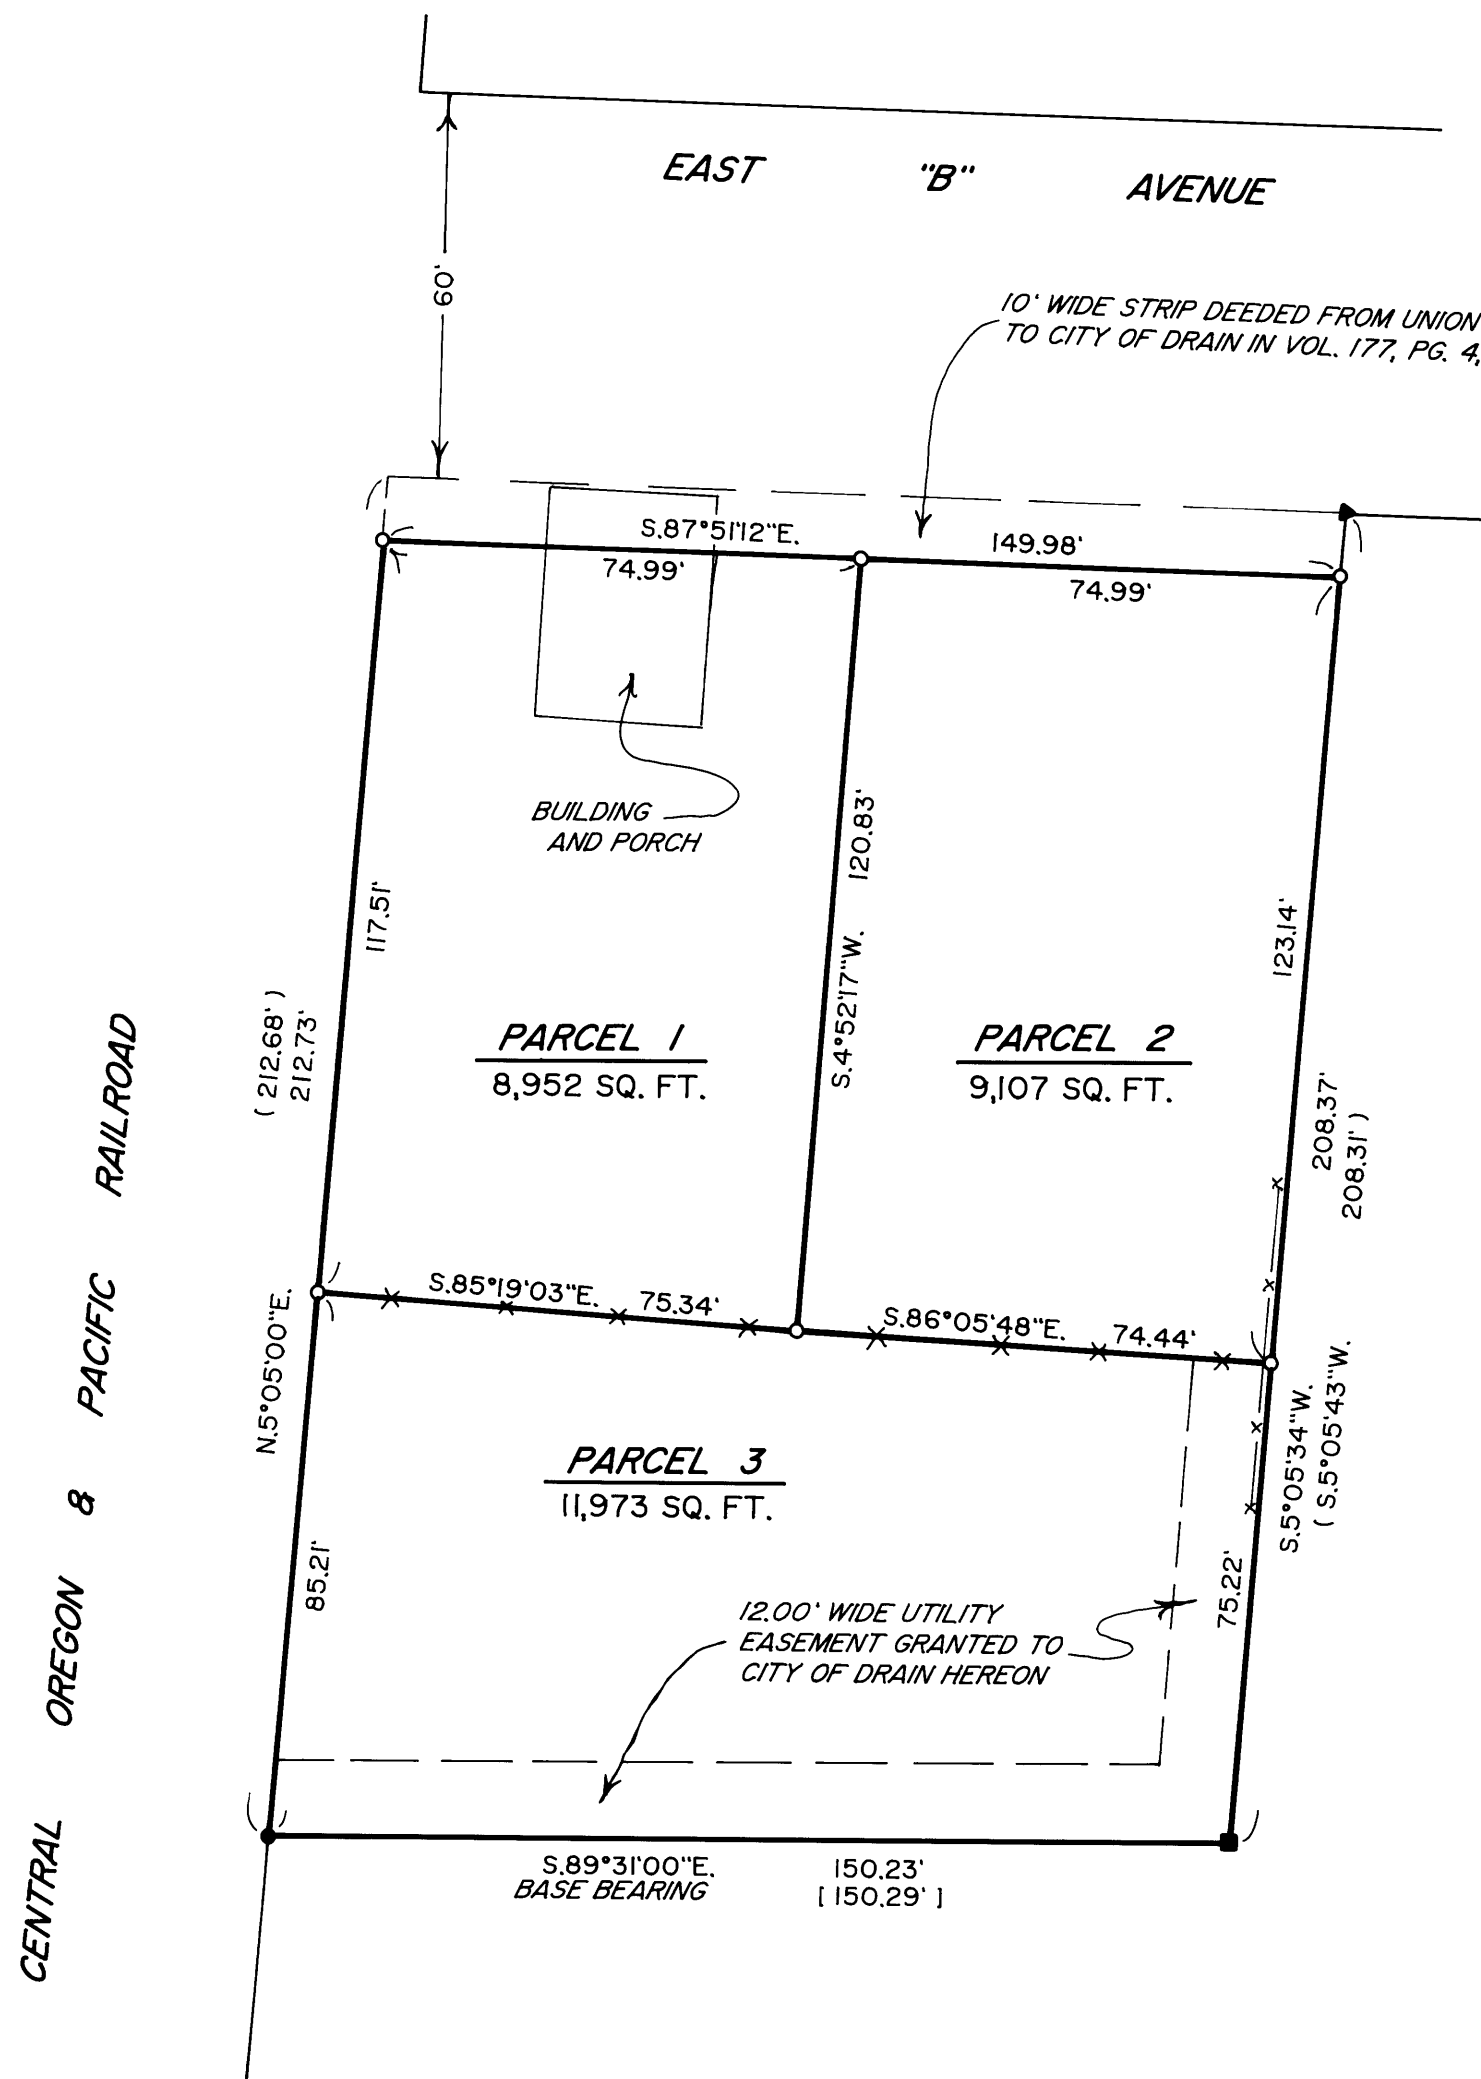 EAST "B" AVENUE
60'
10' WIDE STRIP DEEDED FROM UNION
TO CITY OF DRAIN IN VOL. 177, PG. 4,
S.87°51'12"E. 149.98'
74.99' 74.99'
BUILDING
AND PORCH
117.51'
S.4°52'17"W. 120.83'
123.14'
(212.68')
212.73'
PARCEL 1
8,952 SQ. FT.
PARCEL 2
9,107 SQ. FT.
208.37'
208.31')
S.85°19'03"E. 75.34'
S.86°05'48"E. 74.44'
N.5°05'00"E.
S.5°05'34"W.
(S.5°05'43"W.
PARCEL 3
11,973 SQ. FT.
85.21'
75.22'
12.00' WIDE UTILITY
EASEMENT GRANTED TO
CITY OF DRAIN HEREON
CENTRAL OREGON & PACIFIC RAILROAD
S.89°31'00"E. 150.23'
BASE BEARING [150.29']